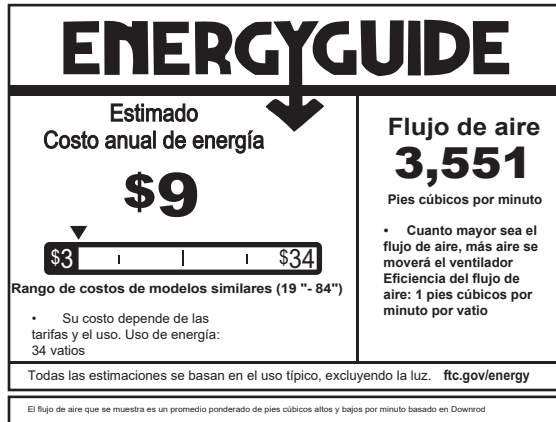 ENERGYGUIDE
Estimado
Costo anual de energía
$9
$3 $34
Rango de costos de modelos similares (19 "- 84")
• Su costo depende de las
tarifas y el uso. Uso de energía:
34 vatios
Flujo de aire
3,551
Pies cúbicos por minuto
• Cuanto mayor sea el
flujo de aire, más aire se
moverá el ventilador
Eficiencia del flujo de
aire: 1 pies cúbicos por
minuto por vatio
Todas las estimaciones se basan en el uso típico, excluyendo la luz. ftc.gov/energy
El flujo de aire que se muestra es un promedio ponderado de pies cúbicos altos y bajos por minuto basado en Downrod